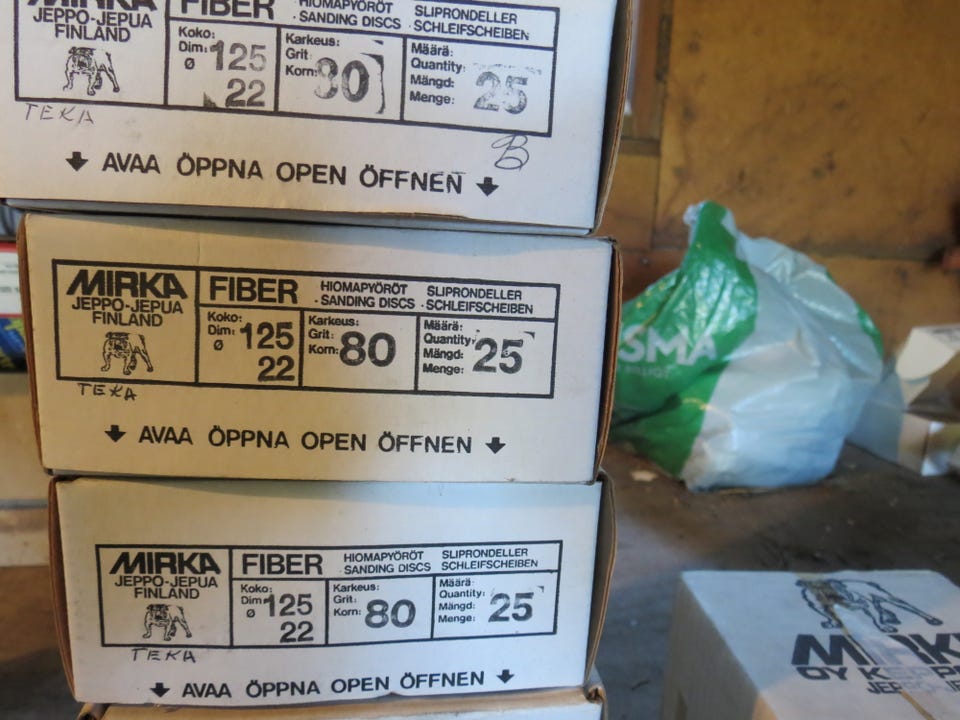 MIRKA
JEPPO-JEPUA
FINLAND
FIBER
HIOMAPYÖRÖT SLIPRONDELLER
· SANDING DISCS · SCHLEIFSCHEIBEN
Koko:
Dim: 125
ø 22
Karkeus:
Grit:
Korn: 80
Määrä:
Quantity:
Mängd:
Menge: 25
TEKA
AVAA ÖPPNA OPEN ÖFFNEN
MIRKA
JEPPO-JEPUA
FINLAND
FIBER
HIOMAPYÖRÖT SLIPRONDELLER
· SANDING DISCS · SCHLEIFSCHEIBEN
Koko:
Dim: 125
ø 22
Karkeus:
Grit:
Korn: 80
Määrä:
Quantity:
Mängd:
Menge: 25
TEKA
AVAA ÖPPNA OPEN ÖFFNEN
MIRKA
JEPPO-JEPUA
FINLAND
FIBER
HIOMAPYÖRÖT SLIPRONDELLER
SANDING DISCS SCHLEIFSCHEIBEN
Koko:
Dim 125
ø 22
Karkeus:
Grit:
Korn: 80
Määrä:
Quantity:
Mängd:
Menge: 25
TEKA
AVAA ÖPPNA OPEN ÖFFNEN
SMA
OY